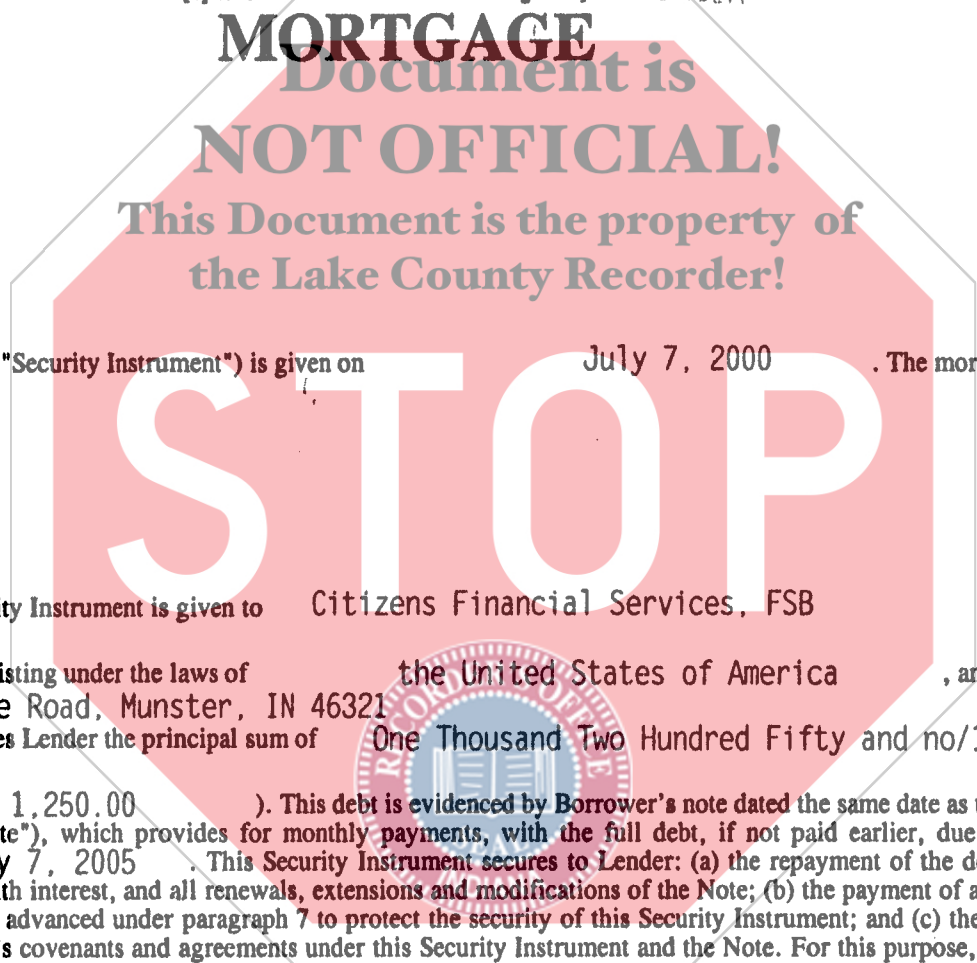 MORTGAGE
Document is
NOT OFFICIAL!
This Document is the property of
the Lake County Recorder!
"Security Instrument") is given on July 7, 2000 . The mor
STOP
ty Instrument is given to Citizens Financial Services, FSB
isting under the laws of the United States of America , an
e Road, Munster, IN 46321
es Lender the principal sum of One Thousand Two Hundred Fifty and no/1
1,250.00 ). This debt is evidenced by Borrower's note dated the same date as
te"), which provides for monthly payments, with the full debt, if not paid earlier, due
y 7, 2005 . This Security Instrument secures to Lender: (a) the repayment of the d
th interest, and all renewals, extensions and modifications of the Note; (b) the payment of a
advanced under paragraph 7 to protect the security of this Security Instrument; and (c) the
's covenants and agreements under this Security Instrument and the Note. For this purpose,
SEAL
INDIANA